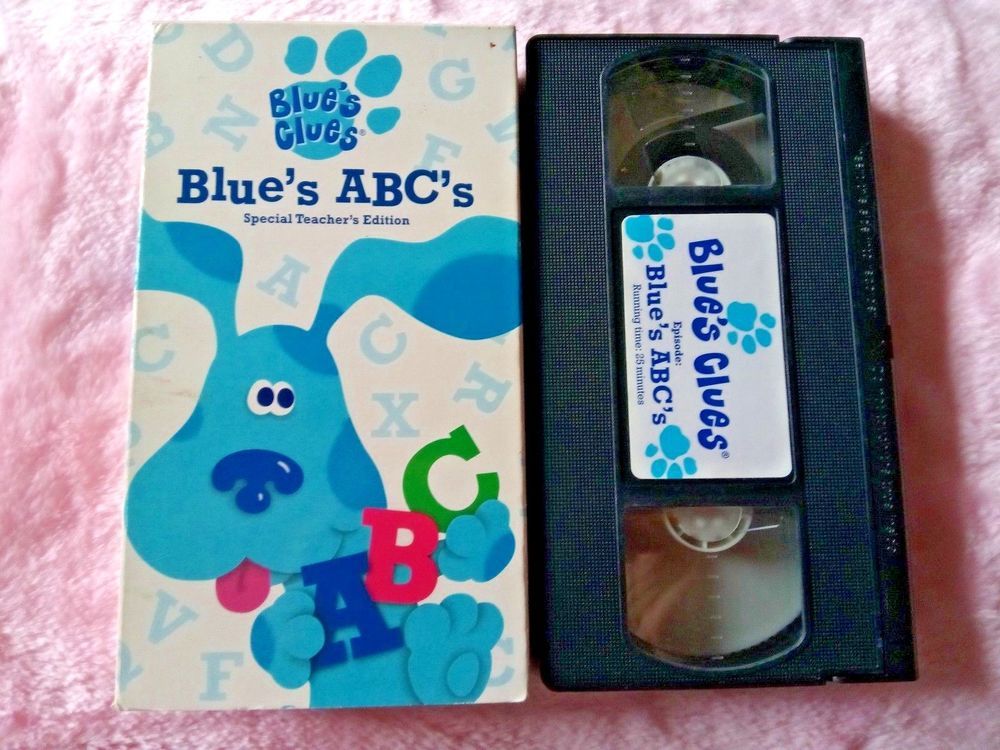 BLUE'S
CLUES®
Blue's ABC's
Special Teacher's Edition
D
G
N
B
F
A
C
C
R
X
C
B
A
V
F
C
BLUE'S CLUES®
Episode:
Blue's ABC's
Running time: 25 minutes